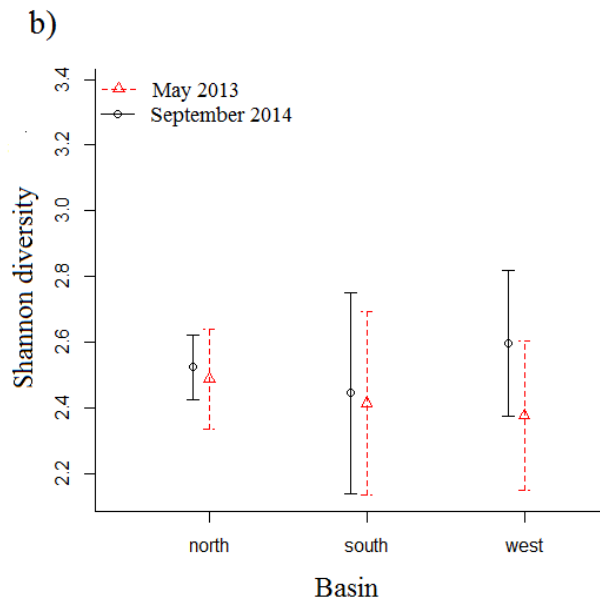 b)
3.4
3.2
3.0
2.8
2.6
2.4
2.2
Shannon diversity
May 2013
September 2014
north south west
Basin